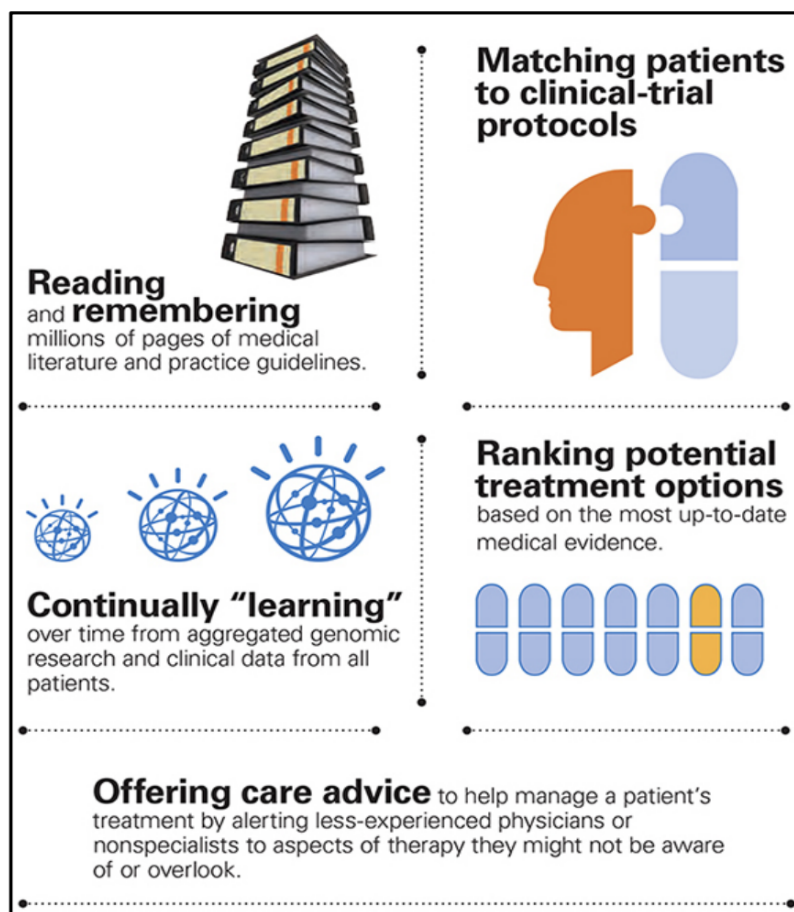 Reading
and remembering
millions of pages of medical
literature and practice guidelines.
Matching patients
to clinical-trial
protocols
Continually “learning”
over time from aggregated genomic
research and clinical data from all
patients.
Ranking potential
treatment options
based on the most up-to-date
medical evidence.
Offering care advice to help manage a patient’s
treatment by alerting less-experienced physicians or
nonspecialists to aspects of therapy they might not be aware
of or overlook.